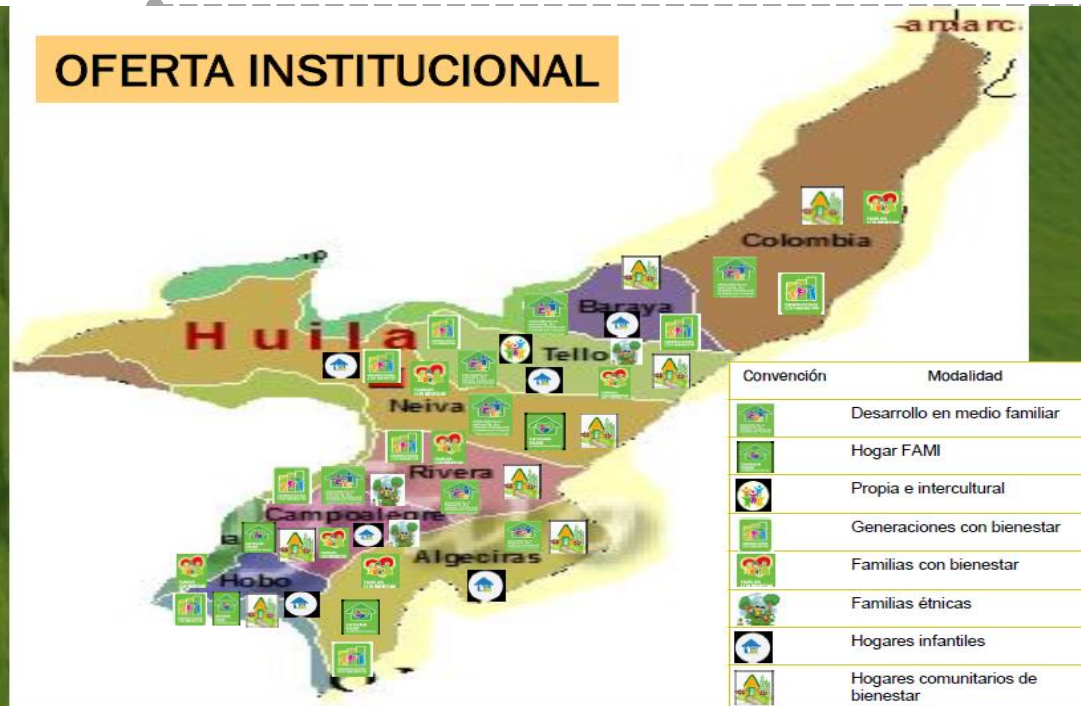 OFERTA INSTITUCIONAL
amarc
Colombia
Baraya
Huila
Tello
Neiva
Rivera
Campoalegre
Algeciras
Hobo
Convención Modalidad
Desarrollo en medio familiar
Hogar FAMI
Propia e intercultural
Generaciones con bienestar
Familias con bienestar
Familias étnicas
Hogares infantiles
Hogares comunitarios de
bienestar